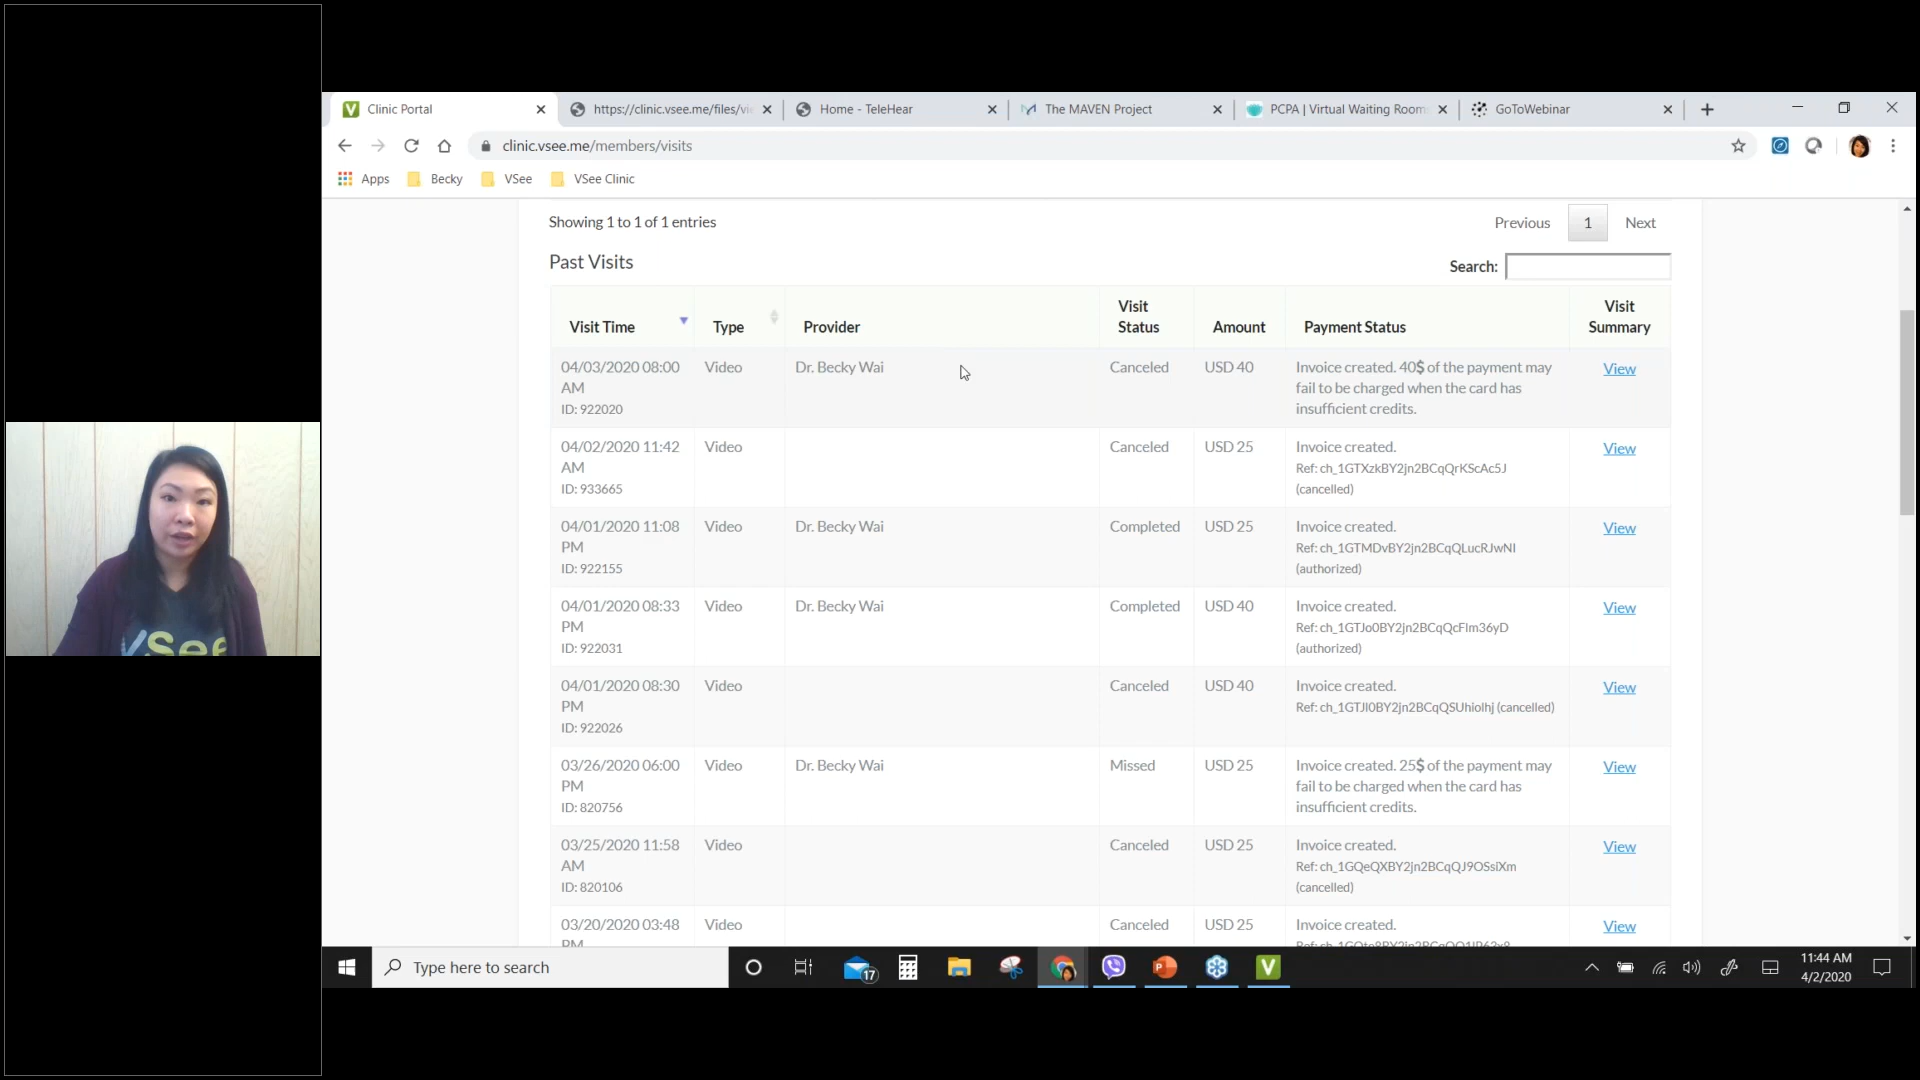 Clinic Portal
https://clinic.vsee.me/files/vie
Home - TeleHear
The MAVEN Project
PCPA | Virtual Waiting Room
GoToWebinar
clinic.vsee.me/members/visits
Apps
Becky
VSee
VSee Clinic
Showing 1 to 1 of 1 entries
Previous
1
Next
Past Visits
Search:
Visit Time
Type
Provider
Visit
Status
Amount
Payment Status
Visit
Summary
04/03/2020 08:00
AM
ID: 922020
Video
Dr. Becky Wai
Canceled
USD 40
Invoice created. 40$ of the payment may
fail to be charged when the card has
insufficient credits.
View
04/02/2020 11:42
AM
ID: 933665
Video
Canceled
USD 25
Invoice created.
Ref: ch_1GTXzkBY2jn2BCqQrKScAc5J
(cancelled)
View
04/01/2020 11:08
PM
ID: 922155
Video
Dr. Becky Wai
Completed
USD 25
Invoice created.
Ref: ch_1GTMDvBY2jn2BCqQLucRJwNI
(authorized)
View
04/01/2020 08:33
PM
ID: 922031
Video
Dr. Becky Wai
Completed
USD 40
Invoice created.
Ref: ch_1GTJo0BY2jn2BCqQcFlm36yD
(authorized)
View
04/01/2020 08:30
PM
ID: 922026
Video
Canceled
USD 40
Invoice created.
Ref: ch_1GTJl0BY2jn2BCqQSUhiolhj (cancelled)
View
03/26/2020 06:00
PM
ID: 820756
Video
Dr. Becky Wai
Missed
USD 25
Invoice created. 25$ of the payment may
fail to be charged when the card has
insufficient credits.
View
03/25/2020 11:58
AM
ID: 820106
Video
Canceled
USD 25
Invoice created.
Ref: ch_1GQeQXBY2jn2BCqQJ9OSsiXm
(cancelled)
View
03/20/2020 03:48
PM
Video
Canceled
USD 25
Invoice created.
View
VSee
Type here to search
17
11:44 AM
4/2/2020